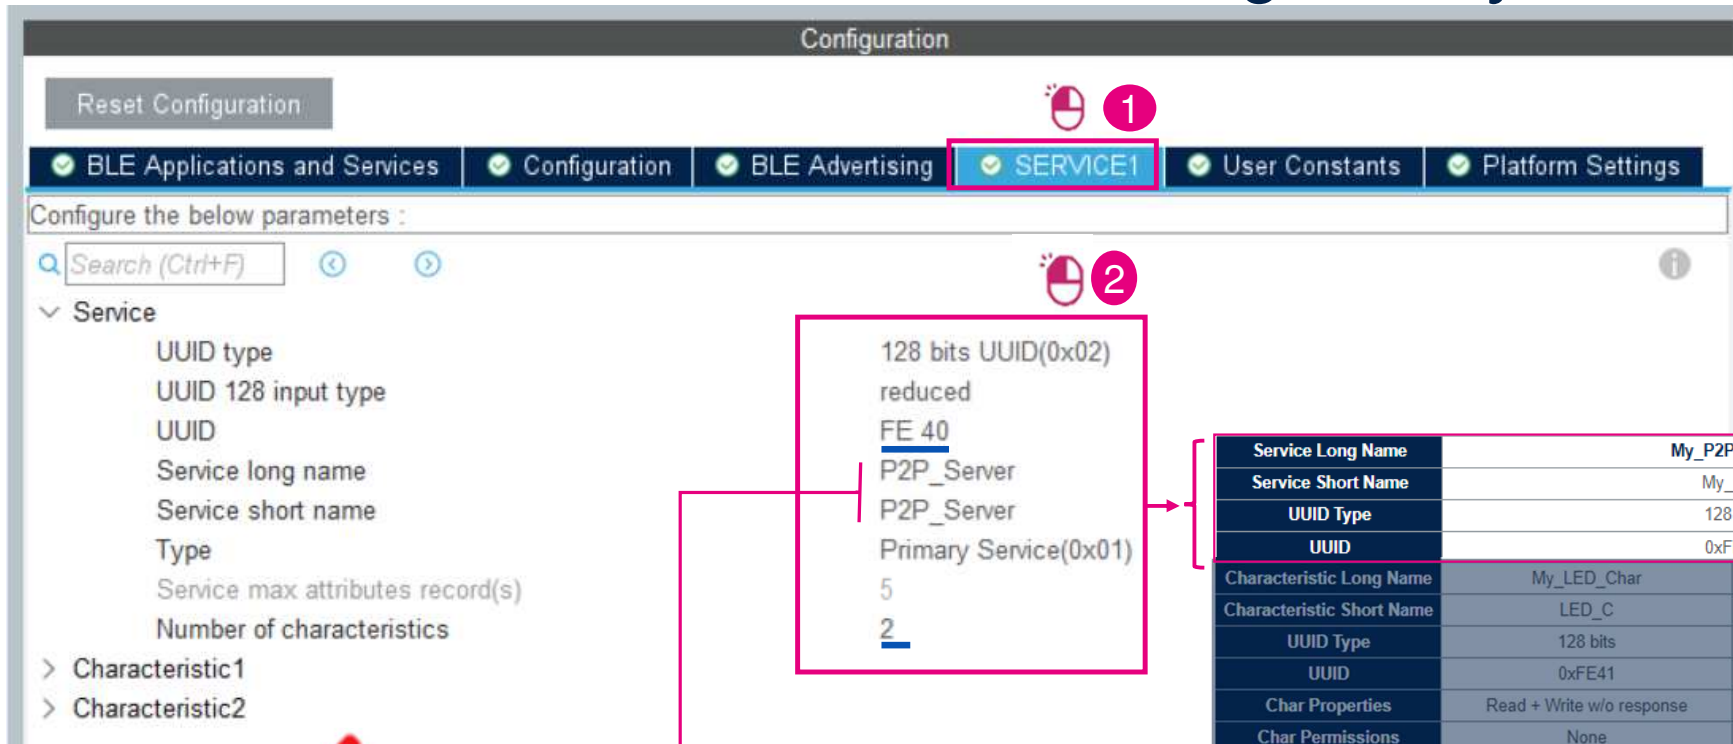 Configuration
Reset Configuration
1
BLE Applications and Services
Configuration
BLE Advertising
SERVICE1
User Constants
Platform Settings
Configure the below parameters :
Search (Ctrl+F)
2
Service
UUID type 128 bits UUID(0x02)
UUID 128 input type reduced
UUID FE 40
Service long name P2P_Server
Service short name P2P_Server
Type Primary Service(0x01)
Service max attributes record(s) 5
Number of characteristics 2
Characteristic1
Characteristic2
Service Long Name My_P2P
Service Short Name My_
UUID Type 128
UUID 0xF
Characteristic Long Name My_LED_Char
Characteristic Short Name LED_C
UUID Type 128 bits
UUID 0xFE41
Char Properties Read + Write w/o response
Char Permissions None